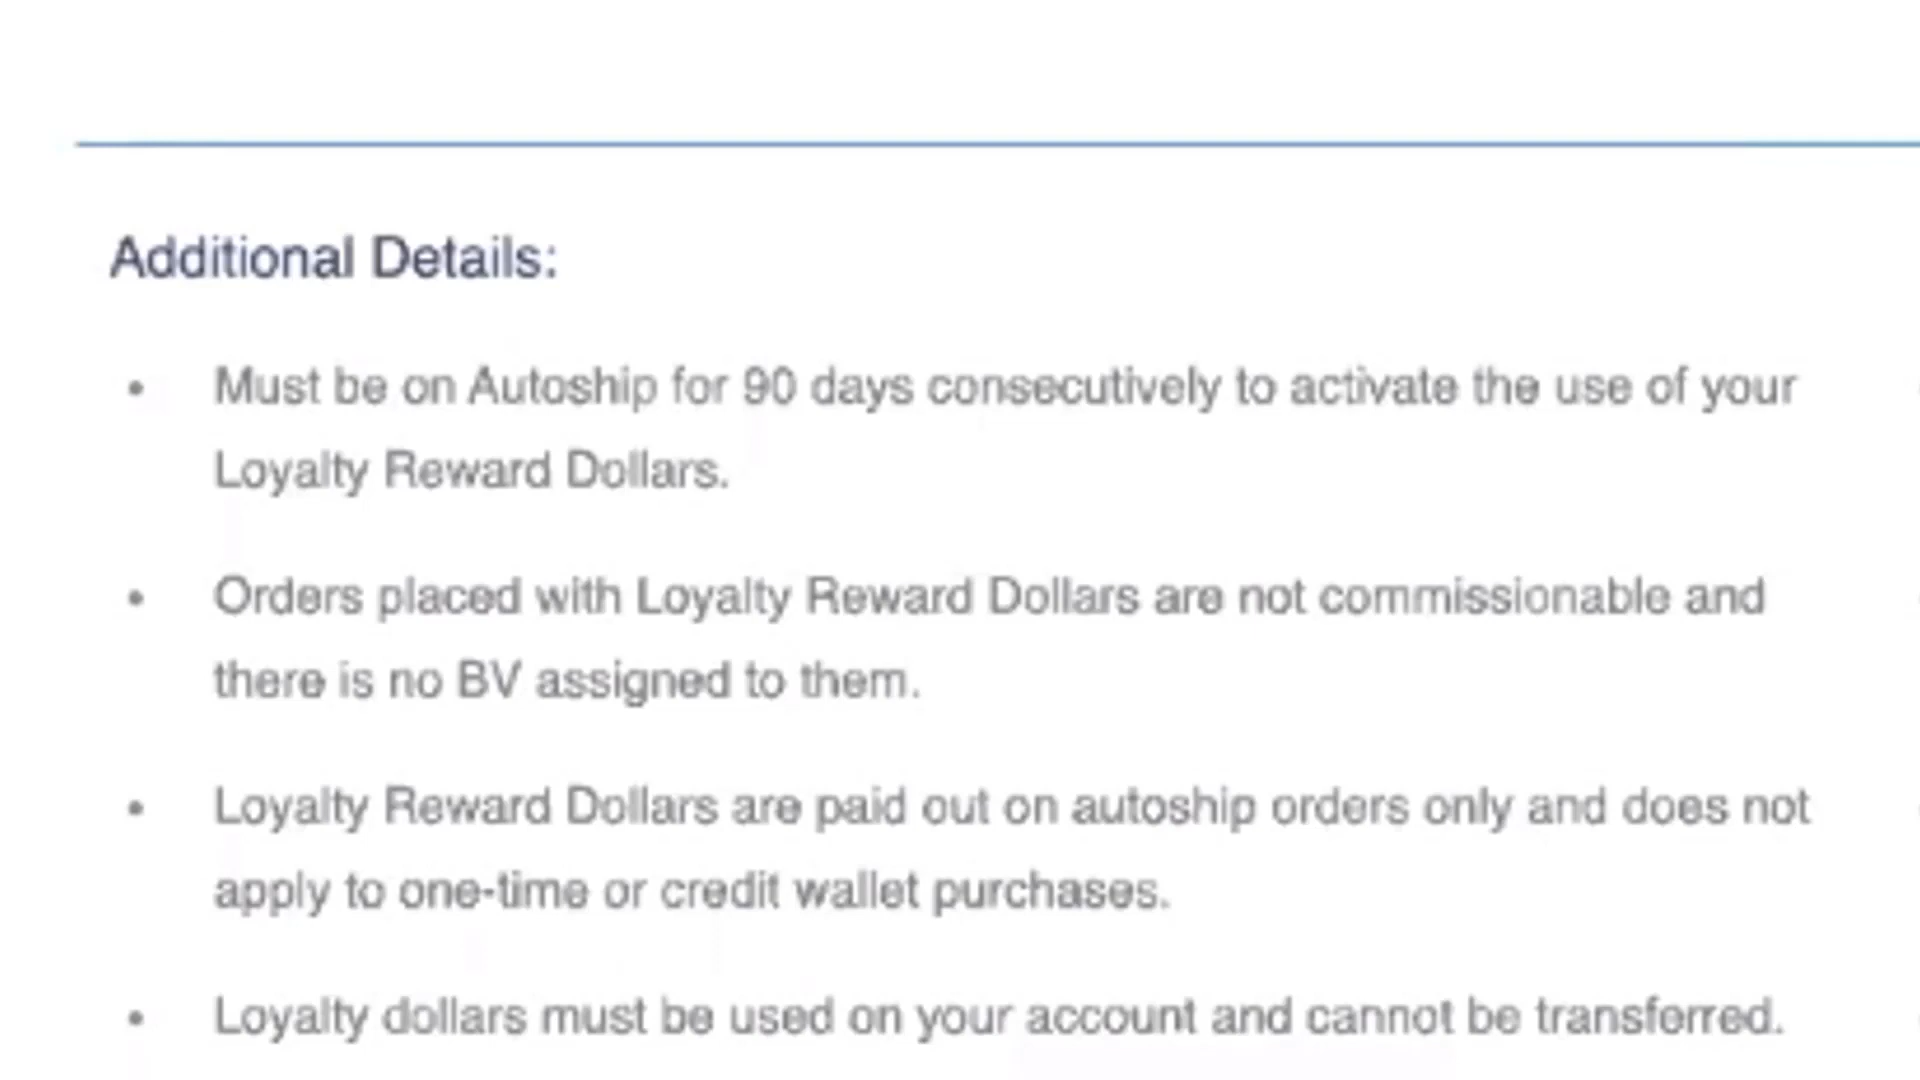 Additional Details:
• Must be on Autoship for 90 days consecutively to activate the use of your
Loyalty Reward Dollars.
• Orders placed with Loyalty Reward Dollars are not commissionable and
there is no BV assigned to them.
• Loyalty Reward Dollars are paid out on autoship orders only and does not
apply to one-time or credit wallet purchases.
• Loyalty dollars must be used on your account and cannot be transferred.